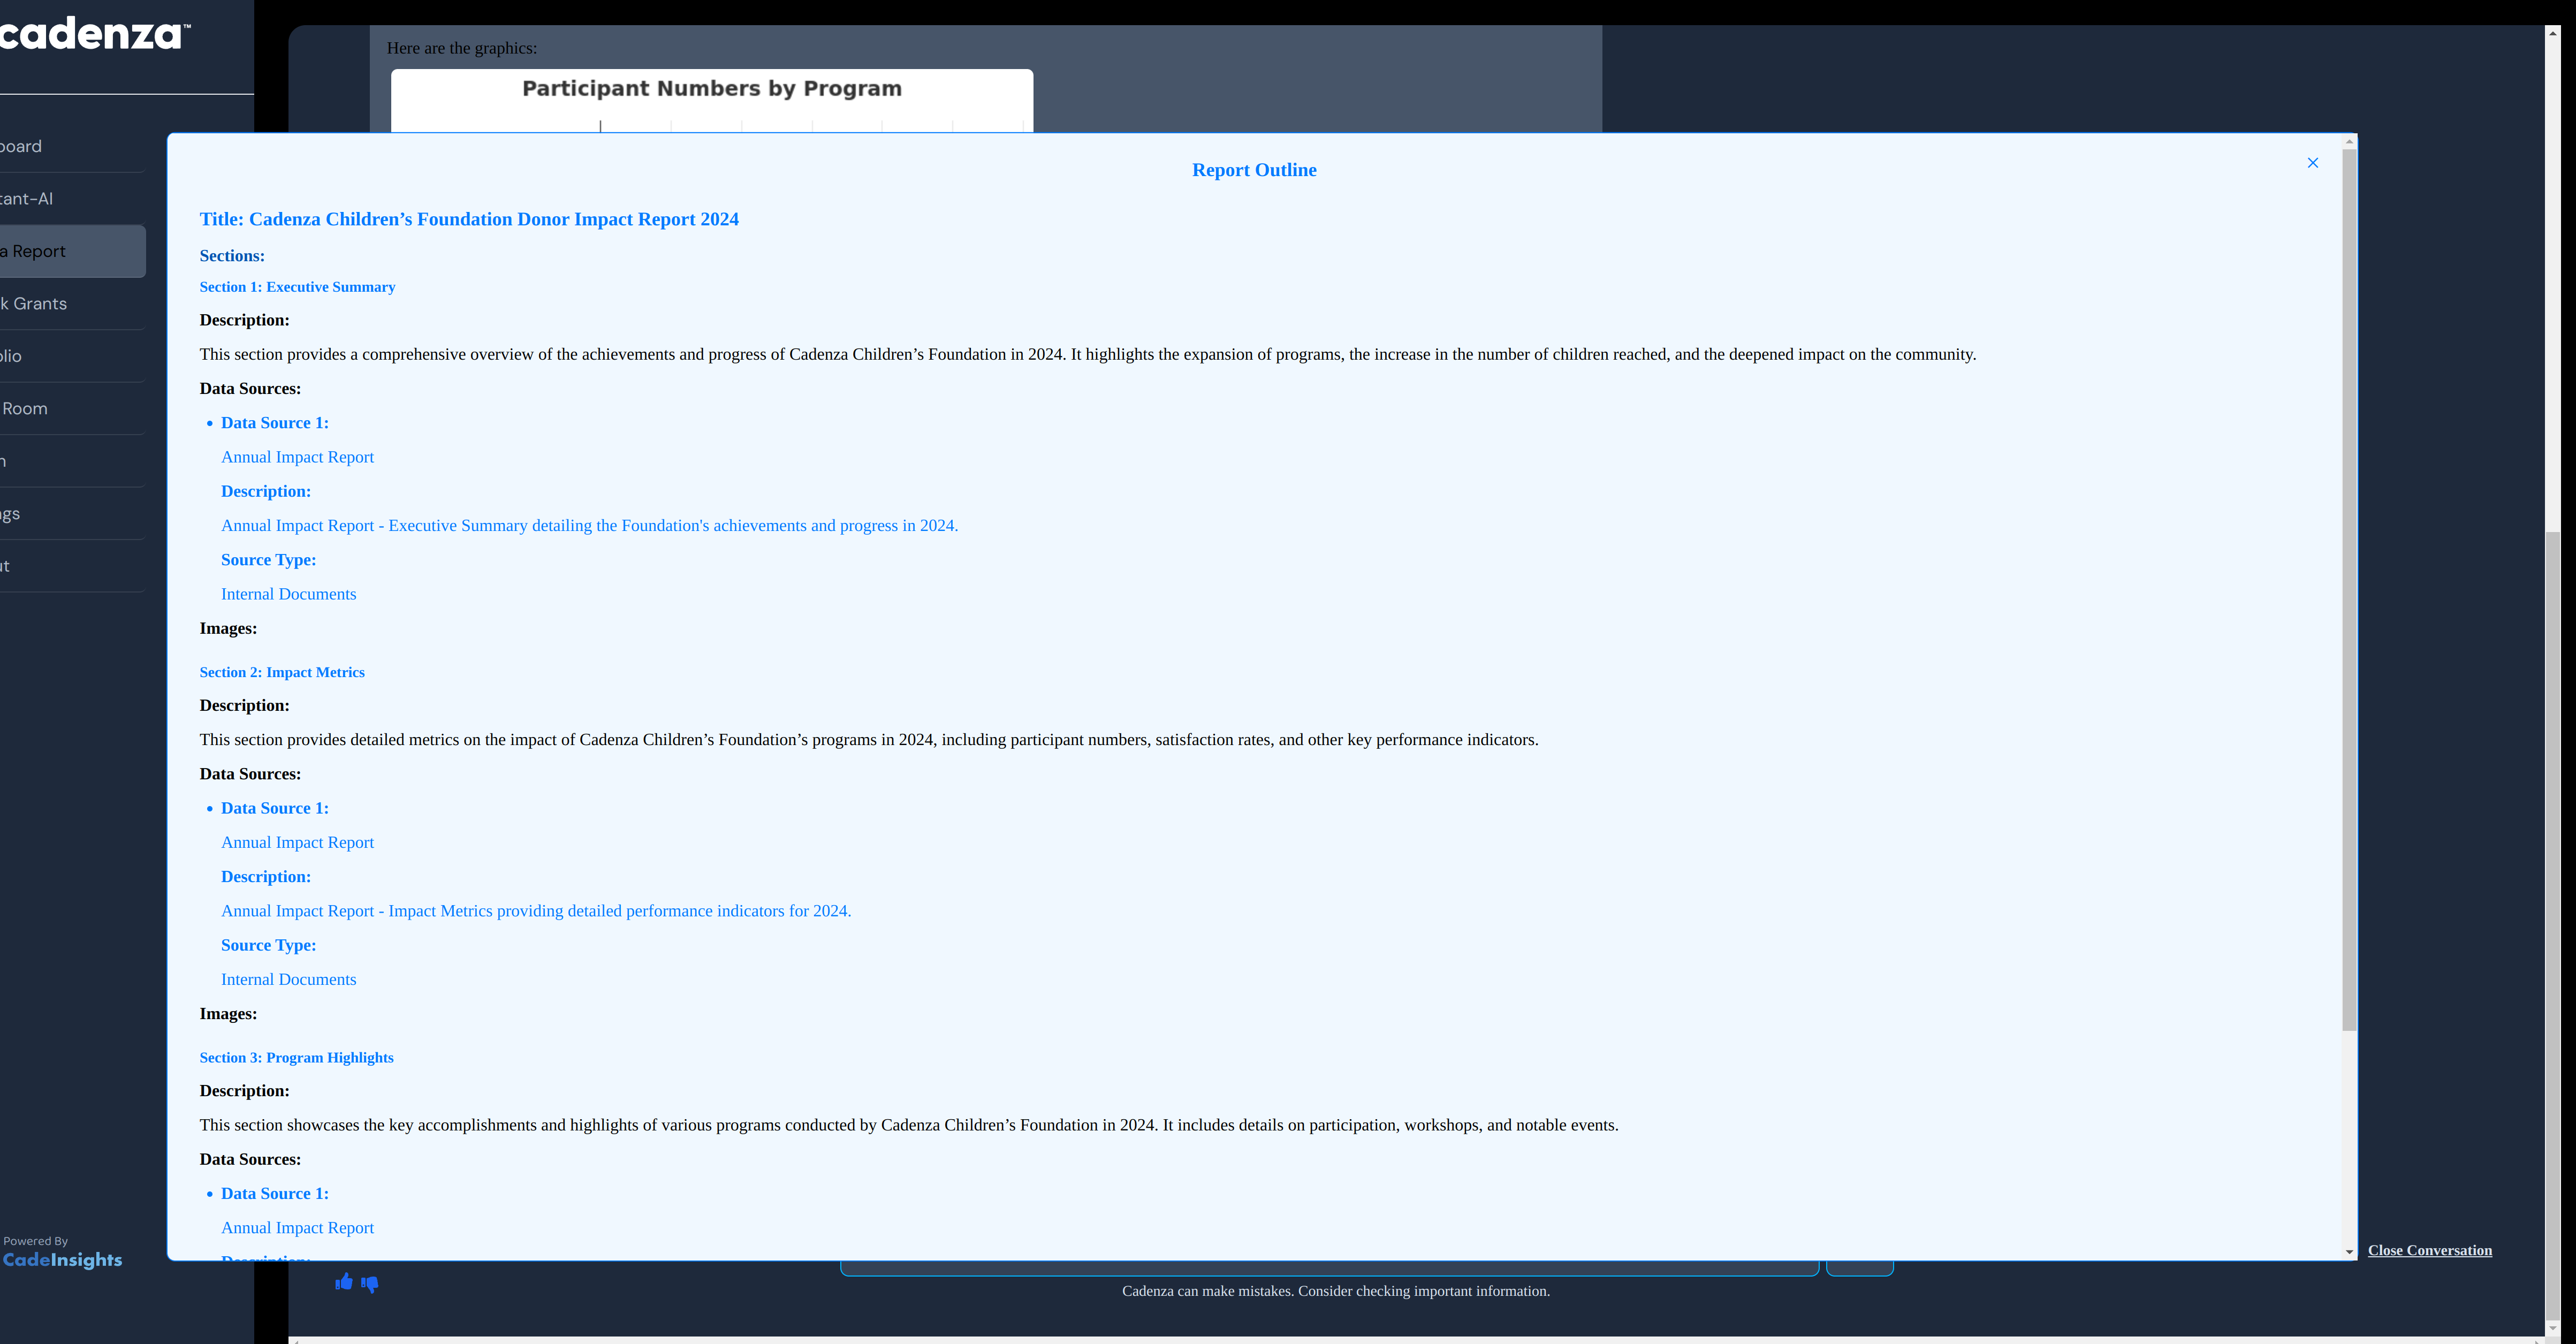 cadenza™
board
tant-AI
a Report
k Grants
olio
Room
n
ngs
ut
Powered By
CadeInsights
Here are the graphics:
Participant Numbers by Program
Report Outline
Title: Cadenza Children’s Foundation Donor Impact Report 2024
Sections:
Section 1: Executive Summary
Description:
This section provides a comprehensive overview of the achievements and progress of Cadenza Children’s Foundation in 2024. It highlights the expansion of programs, the increase in the number of children reached, and the deepened impact on the community.
Data Sources:
• Data Source 1:
Annual Impact Report
Description:
Annual Impact Report - Executive Summary detailing the Foundation's achievements and progress in 2024.
Source Type:
Internal Documents
Images:
Section 2: Impact Metrics
Description:
This section provides detailed metrics on the impact of Cadenza Children’s Foundation’s programs in 2024, including participant numbers, satisfaction rates, and other key performance indicators.
Data Sources:
• Data Source 1:
Annual Impact Report
Description:
Annual Impact Report - Impact Metrics providing detailed performance indicators for 2024.
Source Type:
Internal Documents
Images:
Section 3: Program Highlights
Description:
This section showcases the key accomplishments and highlights of various programs conducted by Cadenza Children’s Foundation in 2024. It includes details on participation, workshops, and notable events.
Data Sources:
• Data Source 1:
Annual Impact Report
Description:
Close Conversation
Cadenza can make mistakes. Consider checking important information.